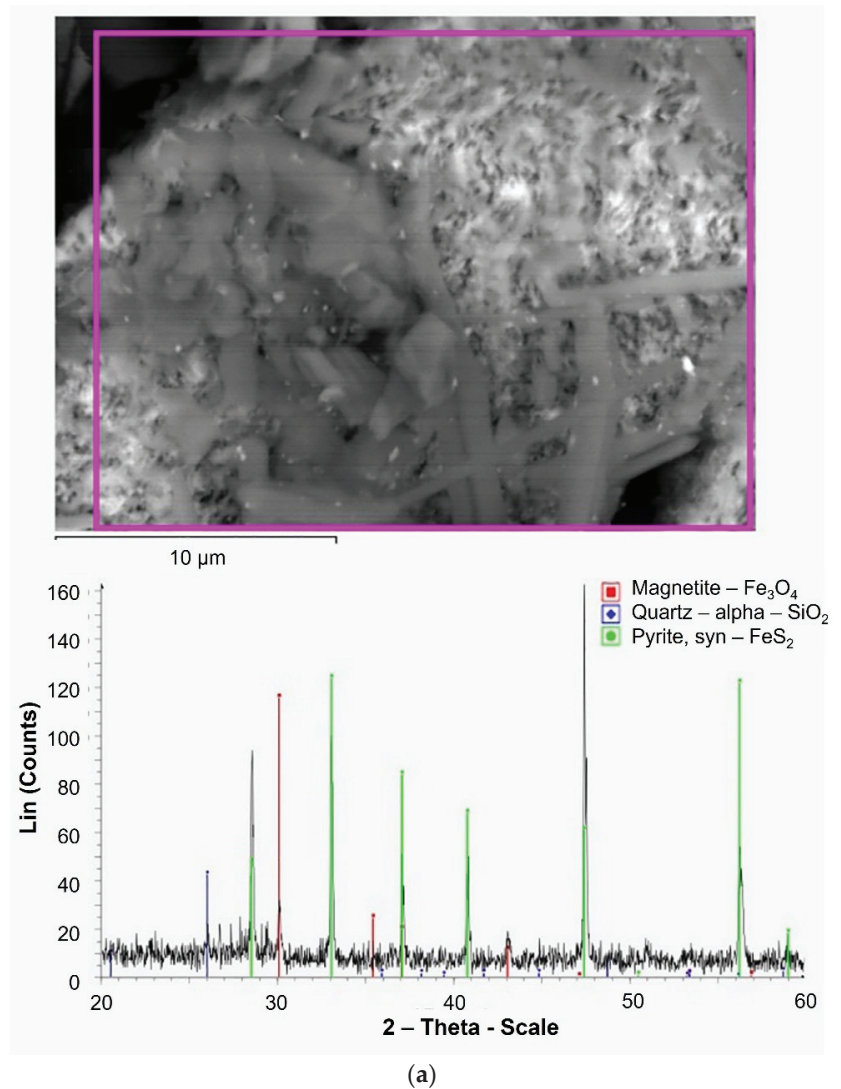 10 µm
Magnetite – Fe₃O₄
Quartz – alpha – SiO₂
Pyrite, syn – FeS₂
160
140
120
100
80
60
40
20
0
Lin (Counts)
20 30 40 50 60
2 – Theta - Scale
(a)